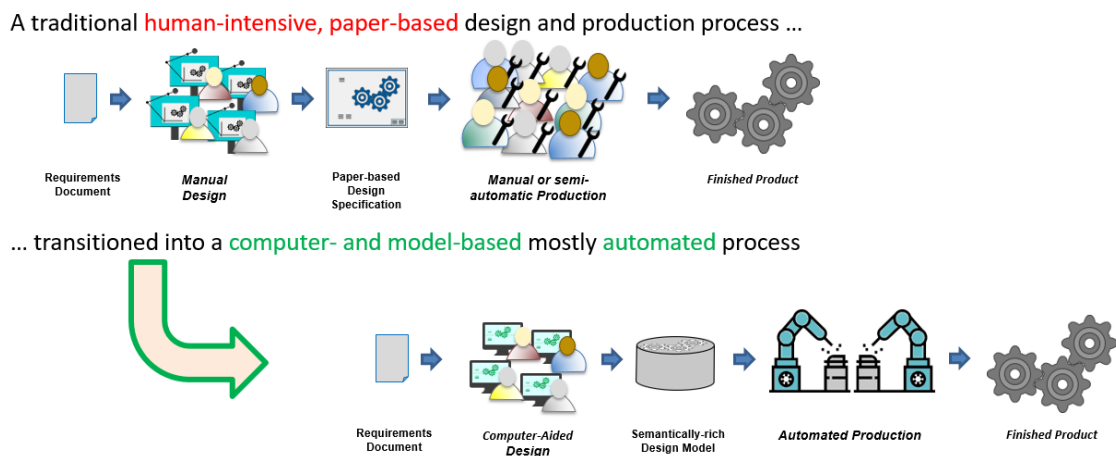 A traditional human-intensive, paper-based design and production process ...
Requirements
Document
Manual
Design
Paper-based
Design
Specification
Manual or semi-
automatic Production
Finished Product
... transitioned into a computer- and model-based mostly automated process
Requirements
Document
Computer-Aided
Design
Semantically-rich
Design Model
Automated Production
Finished Product